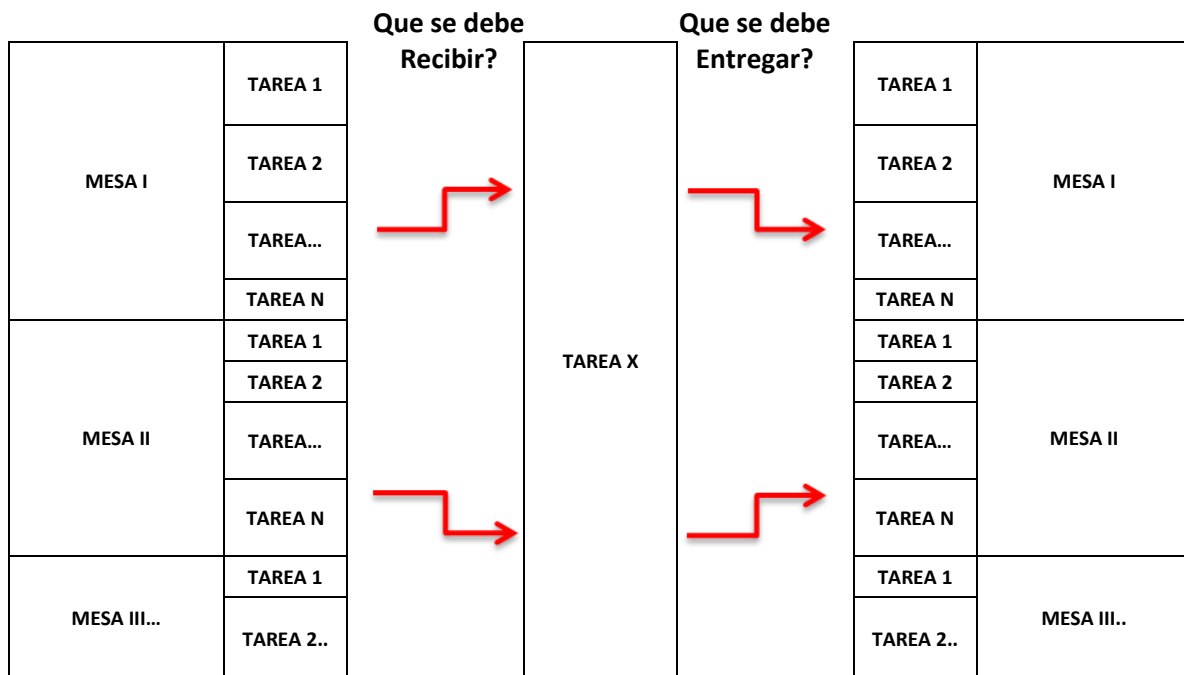 Que se debe
Recibir?
Que se debe
Entregar?
MESA I
TAREA 1
TAREA 2
TAREA...
TAREA N
MESA II
TAREA 1
TAREA 2
TAREA...
TAREA N
MESA III...
TAREA 1
TAREA 2..
TAREA X
TAREA 1
TAREA 2
TAREA...
TAREA N
MESA I
TAREA 1
TAREA 2
TAREA...
TAREA N
MESA II
TAREA 1
TAREA 2..
MESA III..